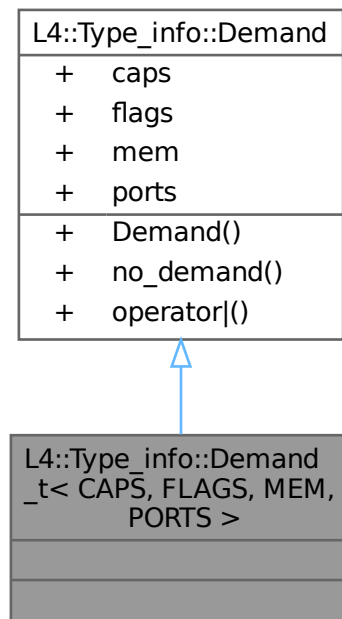 L4::Type_info::Demand
+ caps
+ flags
+ mem
+ ports
+ Demand()
+ no_demand()
+ operator|()
L4::Type_info::Demand
_t< CAPS, FLAGS, MEM,
PORTS >